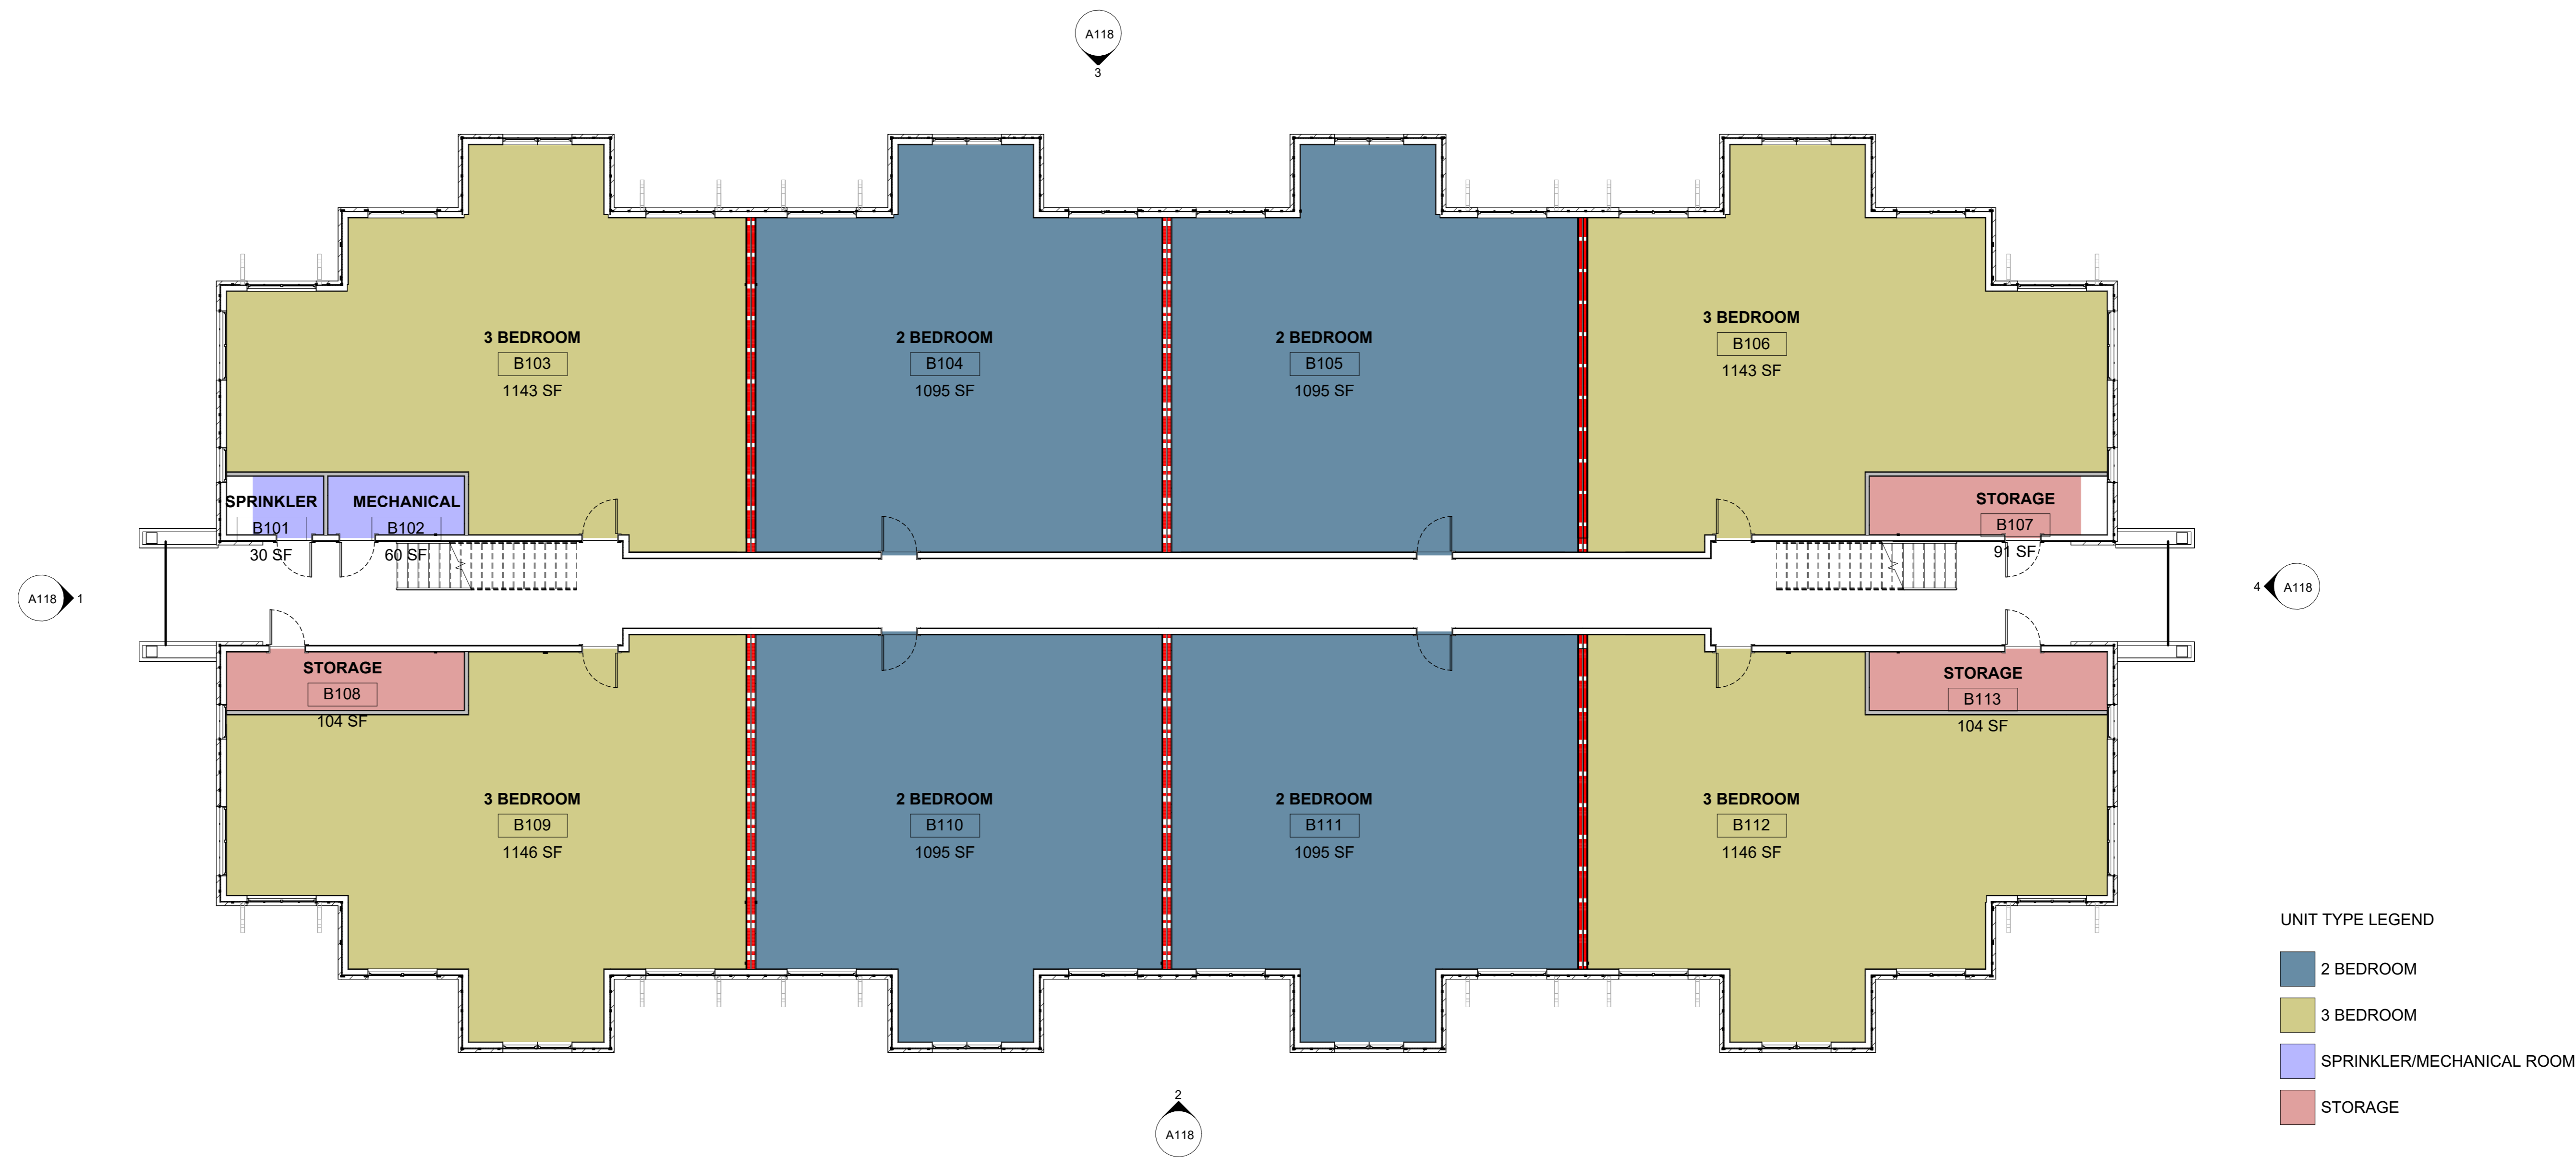 A118
3
3 BEDROOM
B103
1143 SF
2 BEDROOM
B104
1095 SF
2 BEDROOM
B105
1095 SF
3 BEDROOM
B106
1143 SF
SPRINKLER
B101
30 SF
MECHANICAL
B102
60 SF
STORAGE
B107
91 SF
A118 1
4 A118
STORAGE
B108
104 SF
STORAGE
B113
104 SF
3 BEDROOM
B109
1146 SF
2 BEDROOM
B110
1095 SF
2 BEDROOM
B111
1095 SF
3 BEDROOM
B112
1146 SF
UNIT TYPE LEGEND
2 BEDROOM
3 BEDROOM
SPRINKLER/MECHANICAL ROOM
STORAGE
2
A118